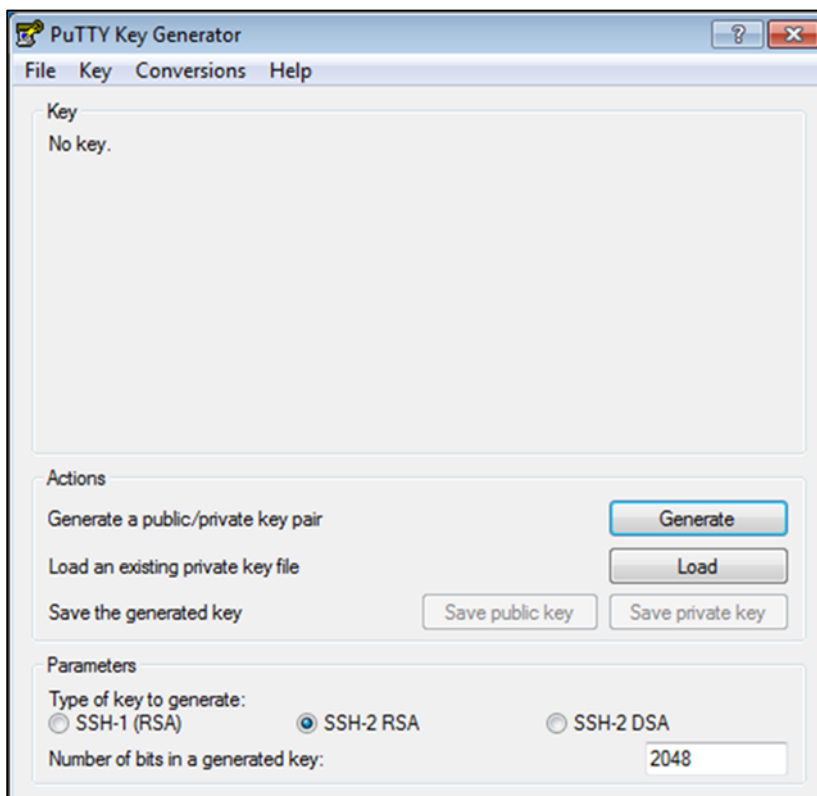 PuTTY Key Generator
File Key Conversions Help
Key
No key.
Actions
Generate a public/private key pair Generate
Load an existing private key file Load
Save the generated key Save public key Save private key
Parameters
Type of key to generate:
SSH-1 (RSA) SSH-2 RSA SSH-2 DSA
Number of bits in a generated key: 2048